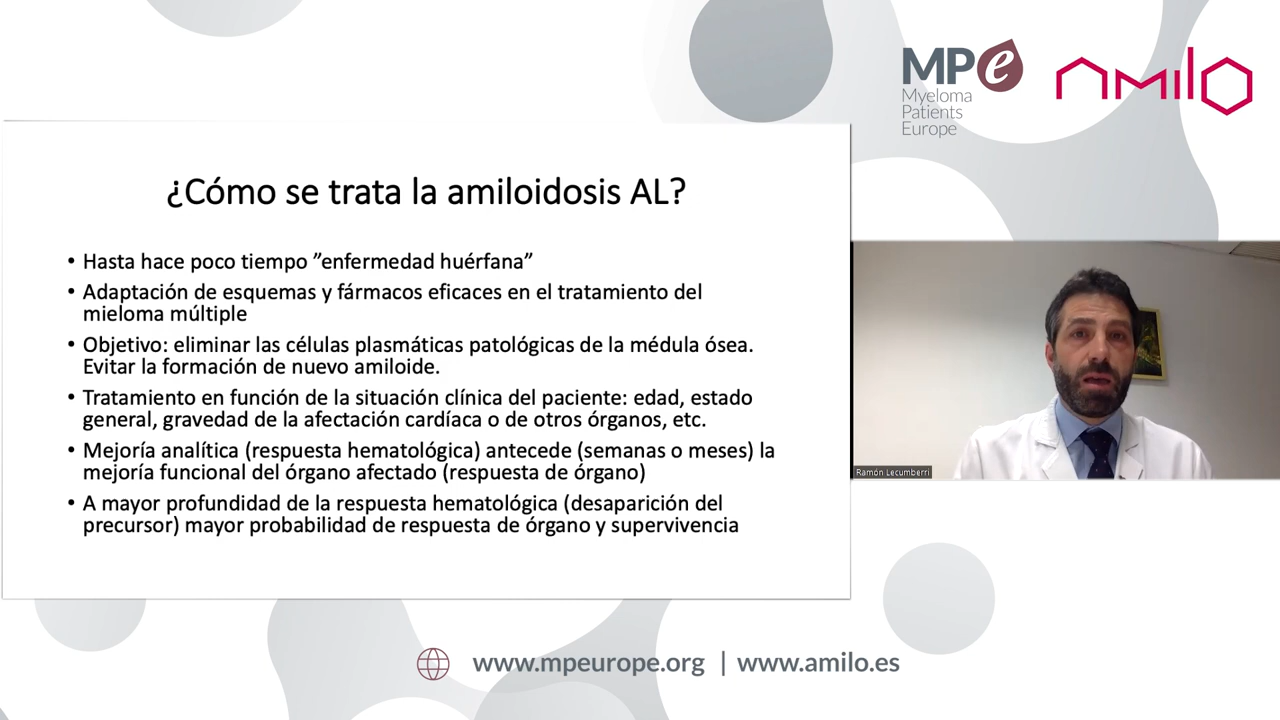 MPe
Myeloma
Patients
Europe
amilo
¿Cómo se trata la amiloidosis AL?
• Hasta hace poco tiempo ”enfermedad huérfana”
• Adaptación de esquemas y fármacos eficaces en el tratamiento del
mieloma múltiple
• Objetivo: eliminar las células plasmáticas patológicas de la médula ósea.
Evitar la formación de nuevo amiloide.
• Tratamiento en función de la situación clínica del paciente: edad, estado
general, gravedad de la afectación cardíaca o de otros órganos, etc.
• Mejoría analítica (respuesta hematológica) antecede (semanas o meses) la
mejoría funcional del órgano afectado (respuesta de órgano)
• A mayor profundidad de la respuesta hematológica (desaparición del
precursor) mayor probabilidad de respuesta de órgano y supervivencia
Ramón Lecumberri
www.mpeurope.org | www.amilo.es